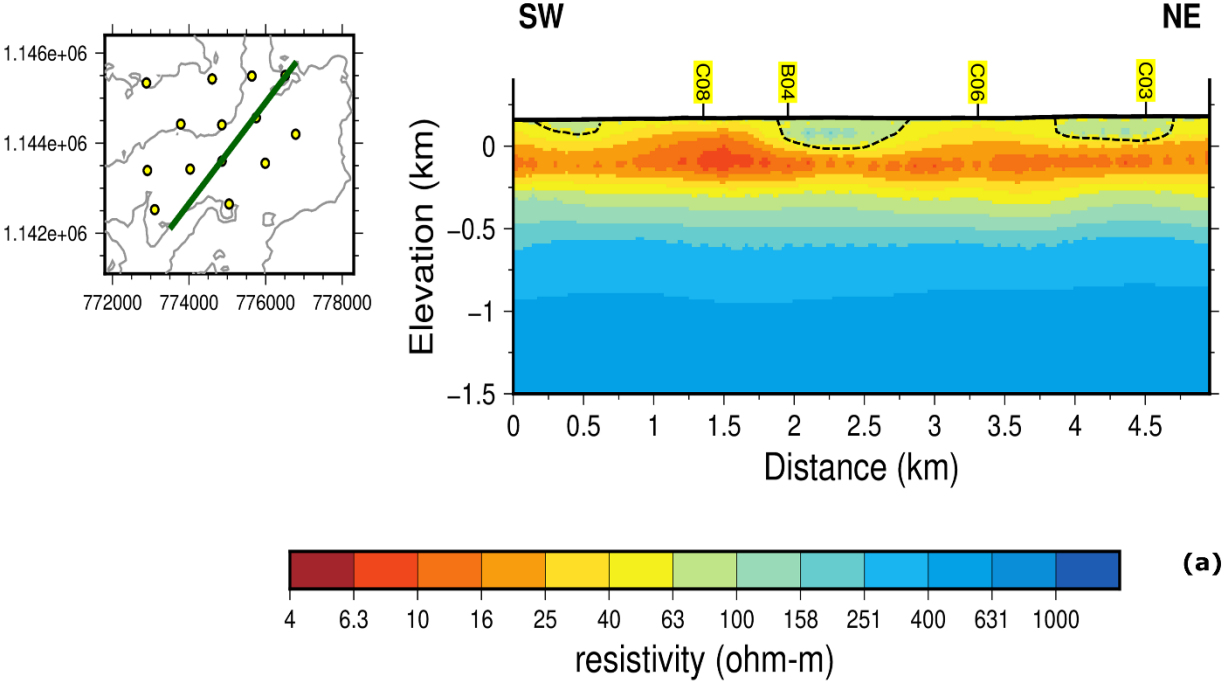 SW
NE
1.146e+06
1.144e+06
1.142e+06
772000 774000 776000 778000
C08
B04
C06
C03
Elevation (km)
0
−0.5
−1
−1.5
0 0.5 1 1.5 2 2.5 3 3.5 4 4.5
Distance (km)
(a)
4 6.3 10 16 25 40 63 100 158 251 400 631 1000
resistivity (ohm-m)